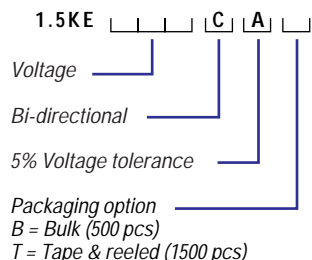 1.5KE C A
Voltage
Bi-directional
5% Voltage tolerance
Packaging option
B = Bulk (500 pcs)
T = Tape & reeled (1500 pcs)